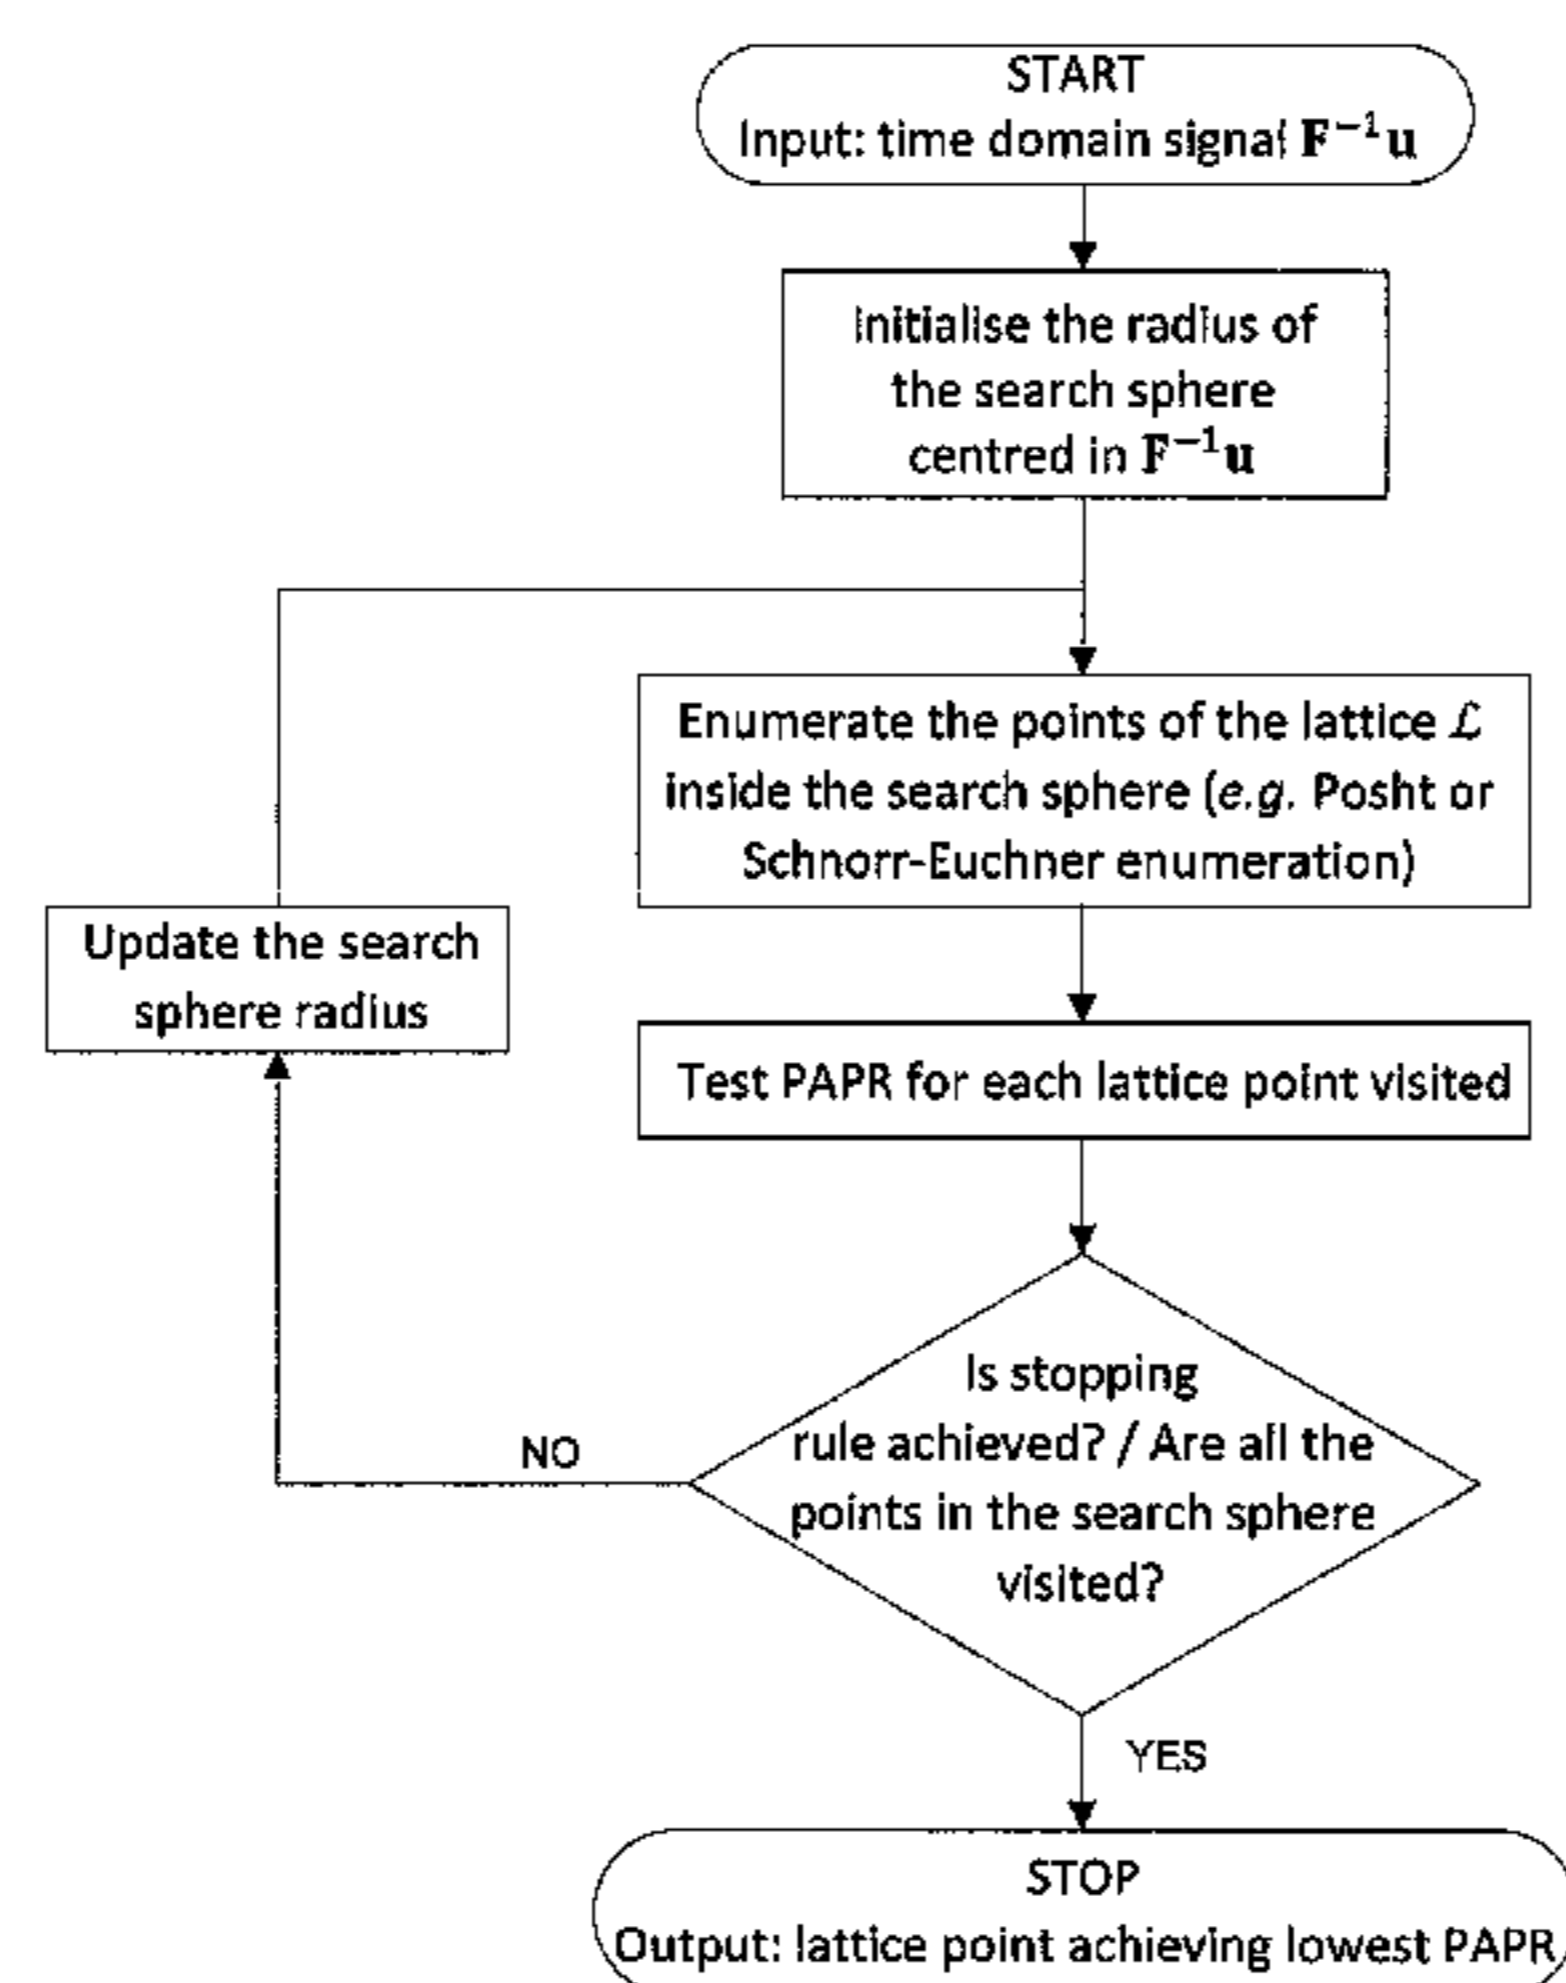 START
Input: time domain signal F⁻¹u
Initialise the radius of
the search sphere
centred in F⁻¹u
Enumerate the points of the lattice ℒ
inside the search sphere (e.g. Posht or
Schnorr-Euchner enumeration)
Update the search
sphere radius
Test PAPR for each lattice point visited
Is stopping
rule achieved? / Are all the
points in the search sphere
visited?
NO
YES
STOP
Output: lattice point achieving lowest PAPR